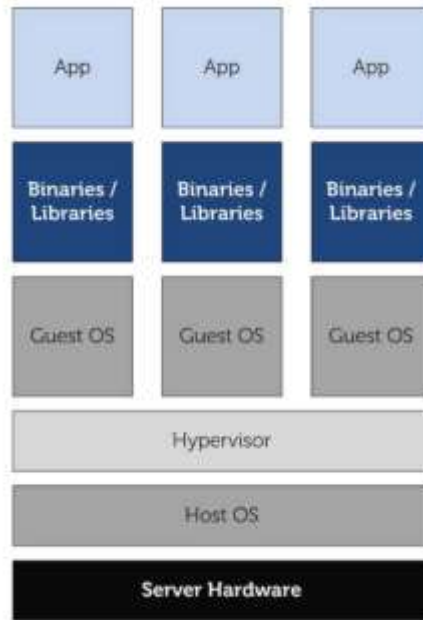 App
App
App
Binaries /
Libraries
Binaries /
Libraries
Binaries /
Libraries
Guest OS
Guest OS
Guest OS
Hypervisor
Host OS
Server Hardware